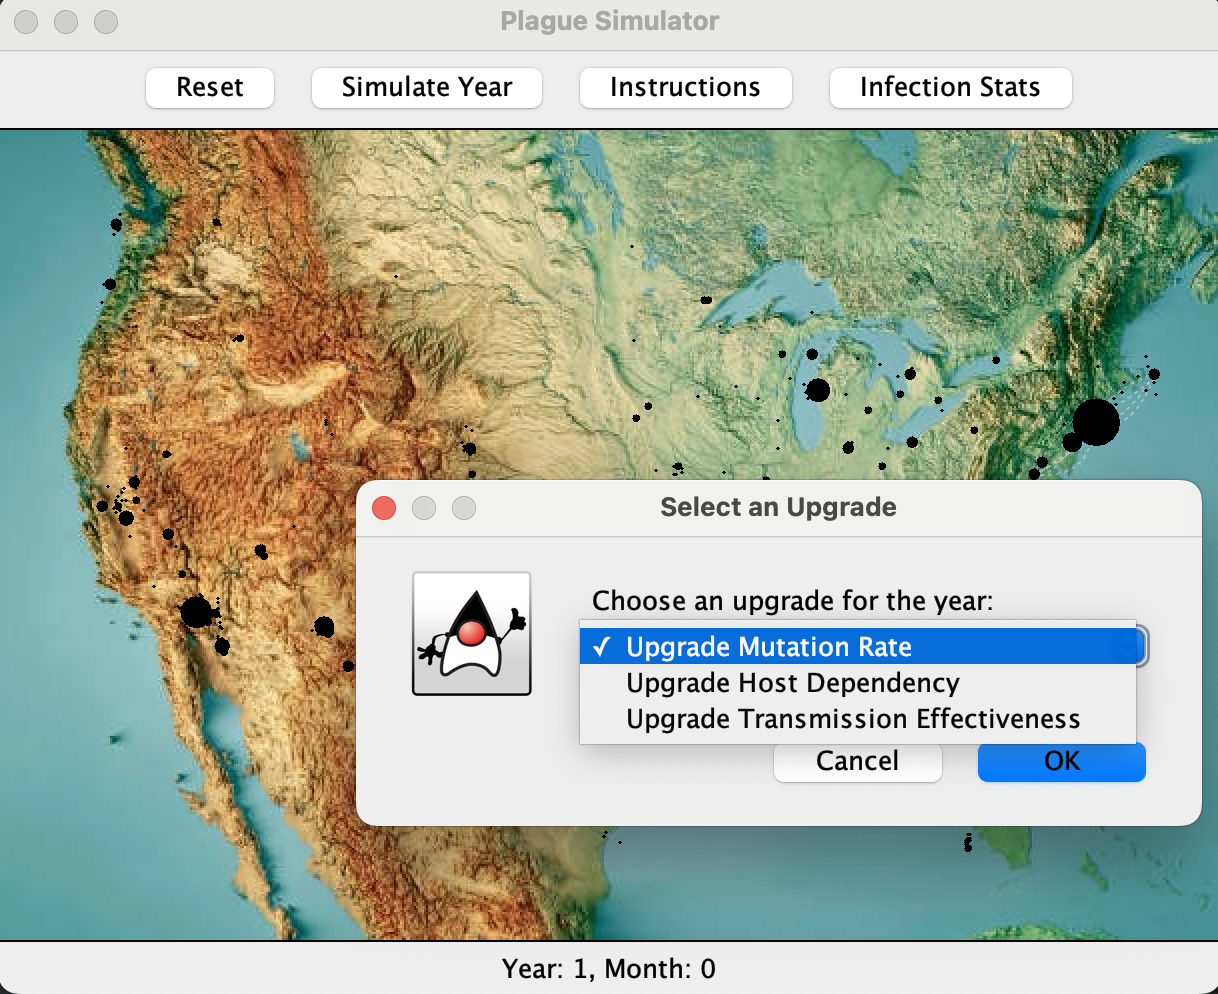 Plague Simulator
Reset Simulate Year Instructions Infection Stats
Select an Upgrade
Choose an upgrade for the year:
✓ Upgrade Mutation Rate
Upgrade Host Dependency
Upgrade Transmission Effectiveness
Cancel OK
Year: 1, Month: 0